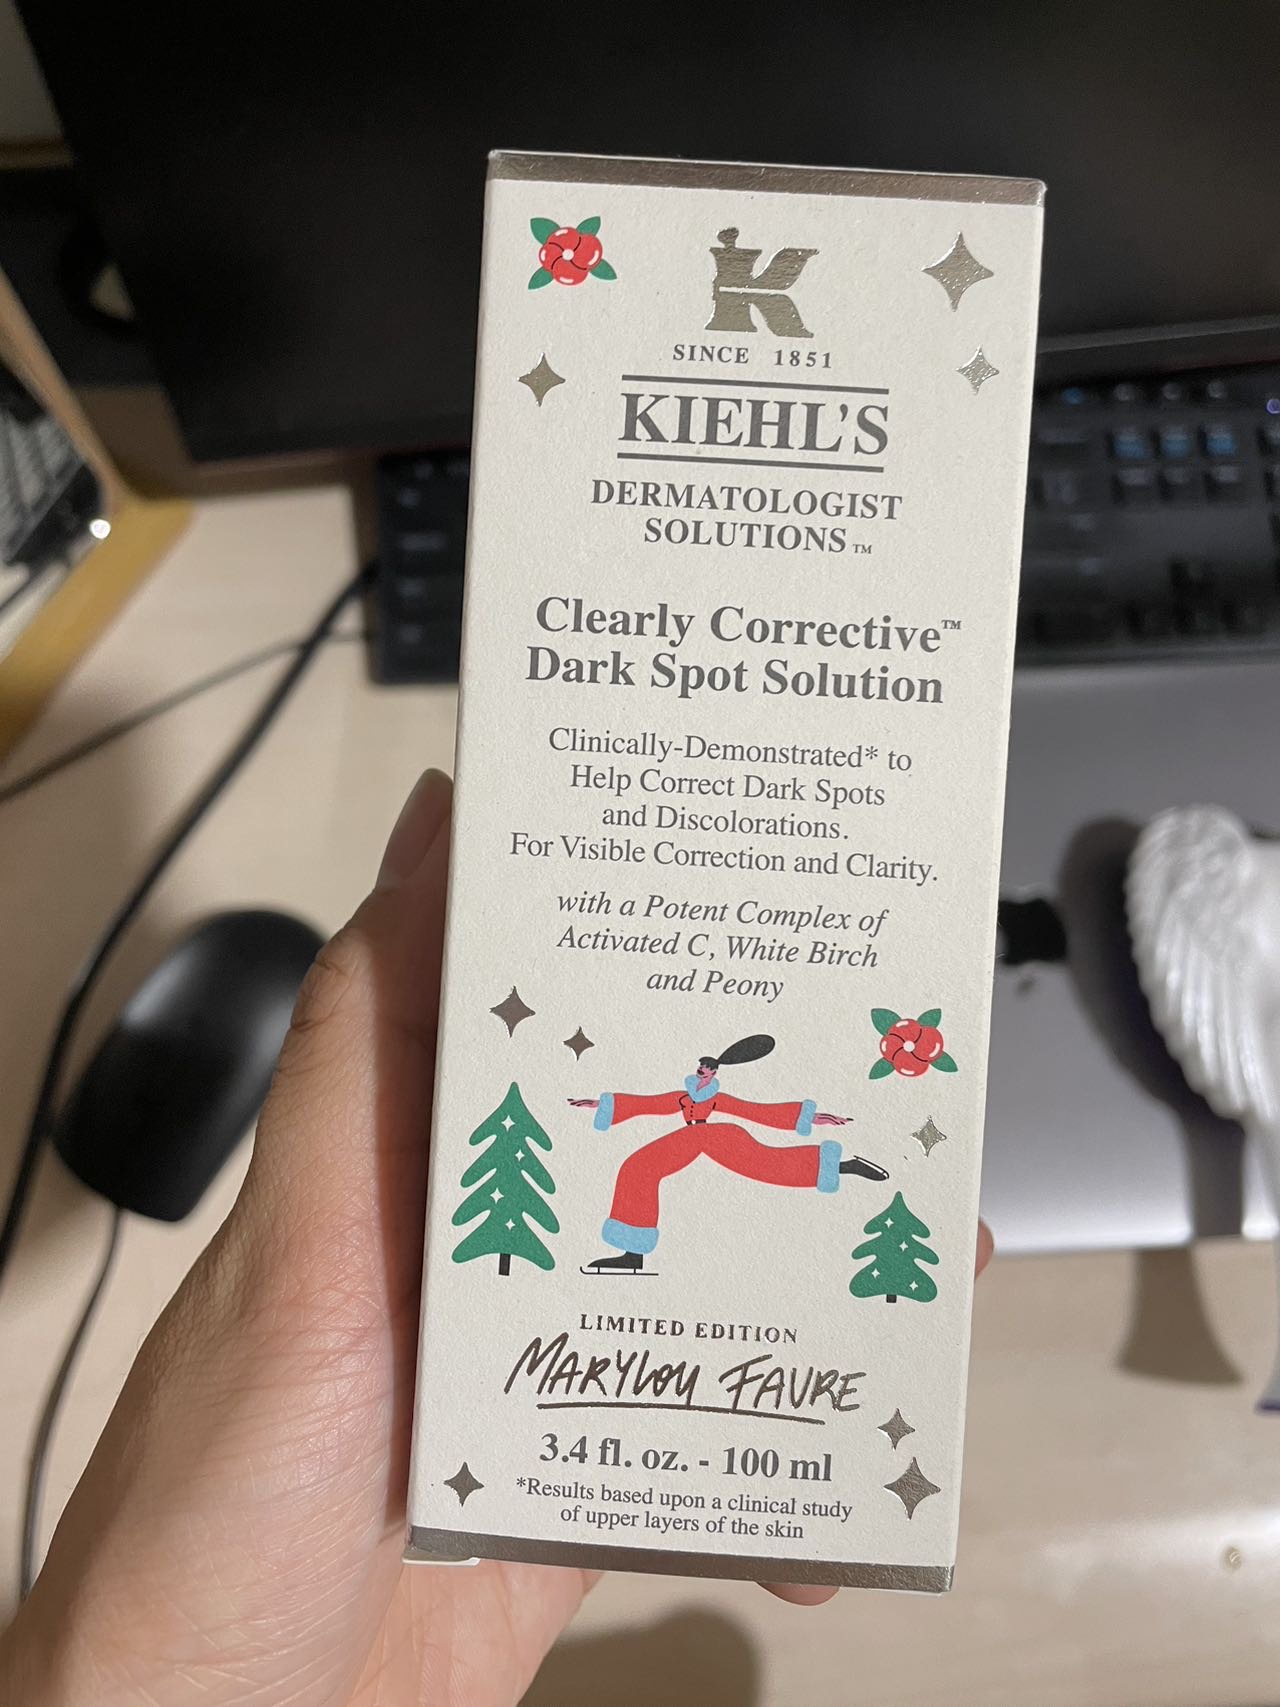 K
SINCE 1851
KIEHL'S
DERMATOLOGIST
SOLUTIONS™
Clearly Corrective™
Dark Spot Solution
Clinically-Demonstrated* to
Help Correct Dark Spots
and Discolorations.
For Visible Correction and Clarity.
with a Potent Complex of
Activated C, White Birch
and Peony
LIMITED EDITION
MARYLOU FAVRE
3.4 fl. oz. - 100 ml
*Results based upon a clinical study
of upper layers of the skin